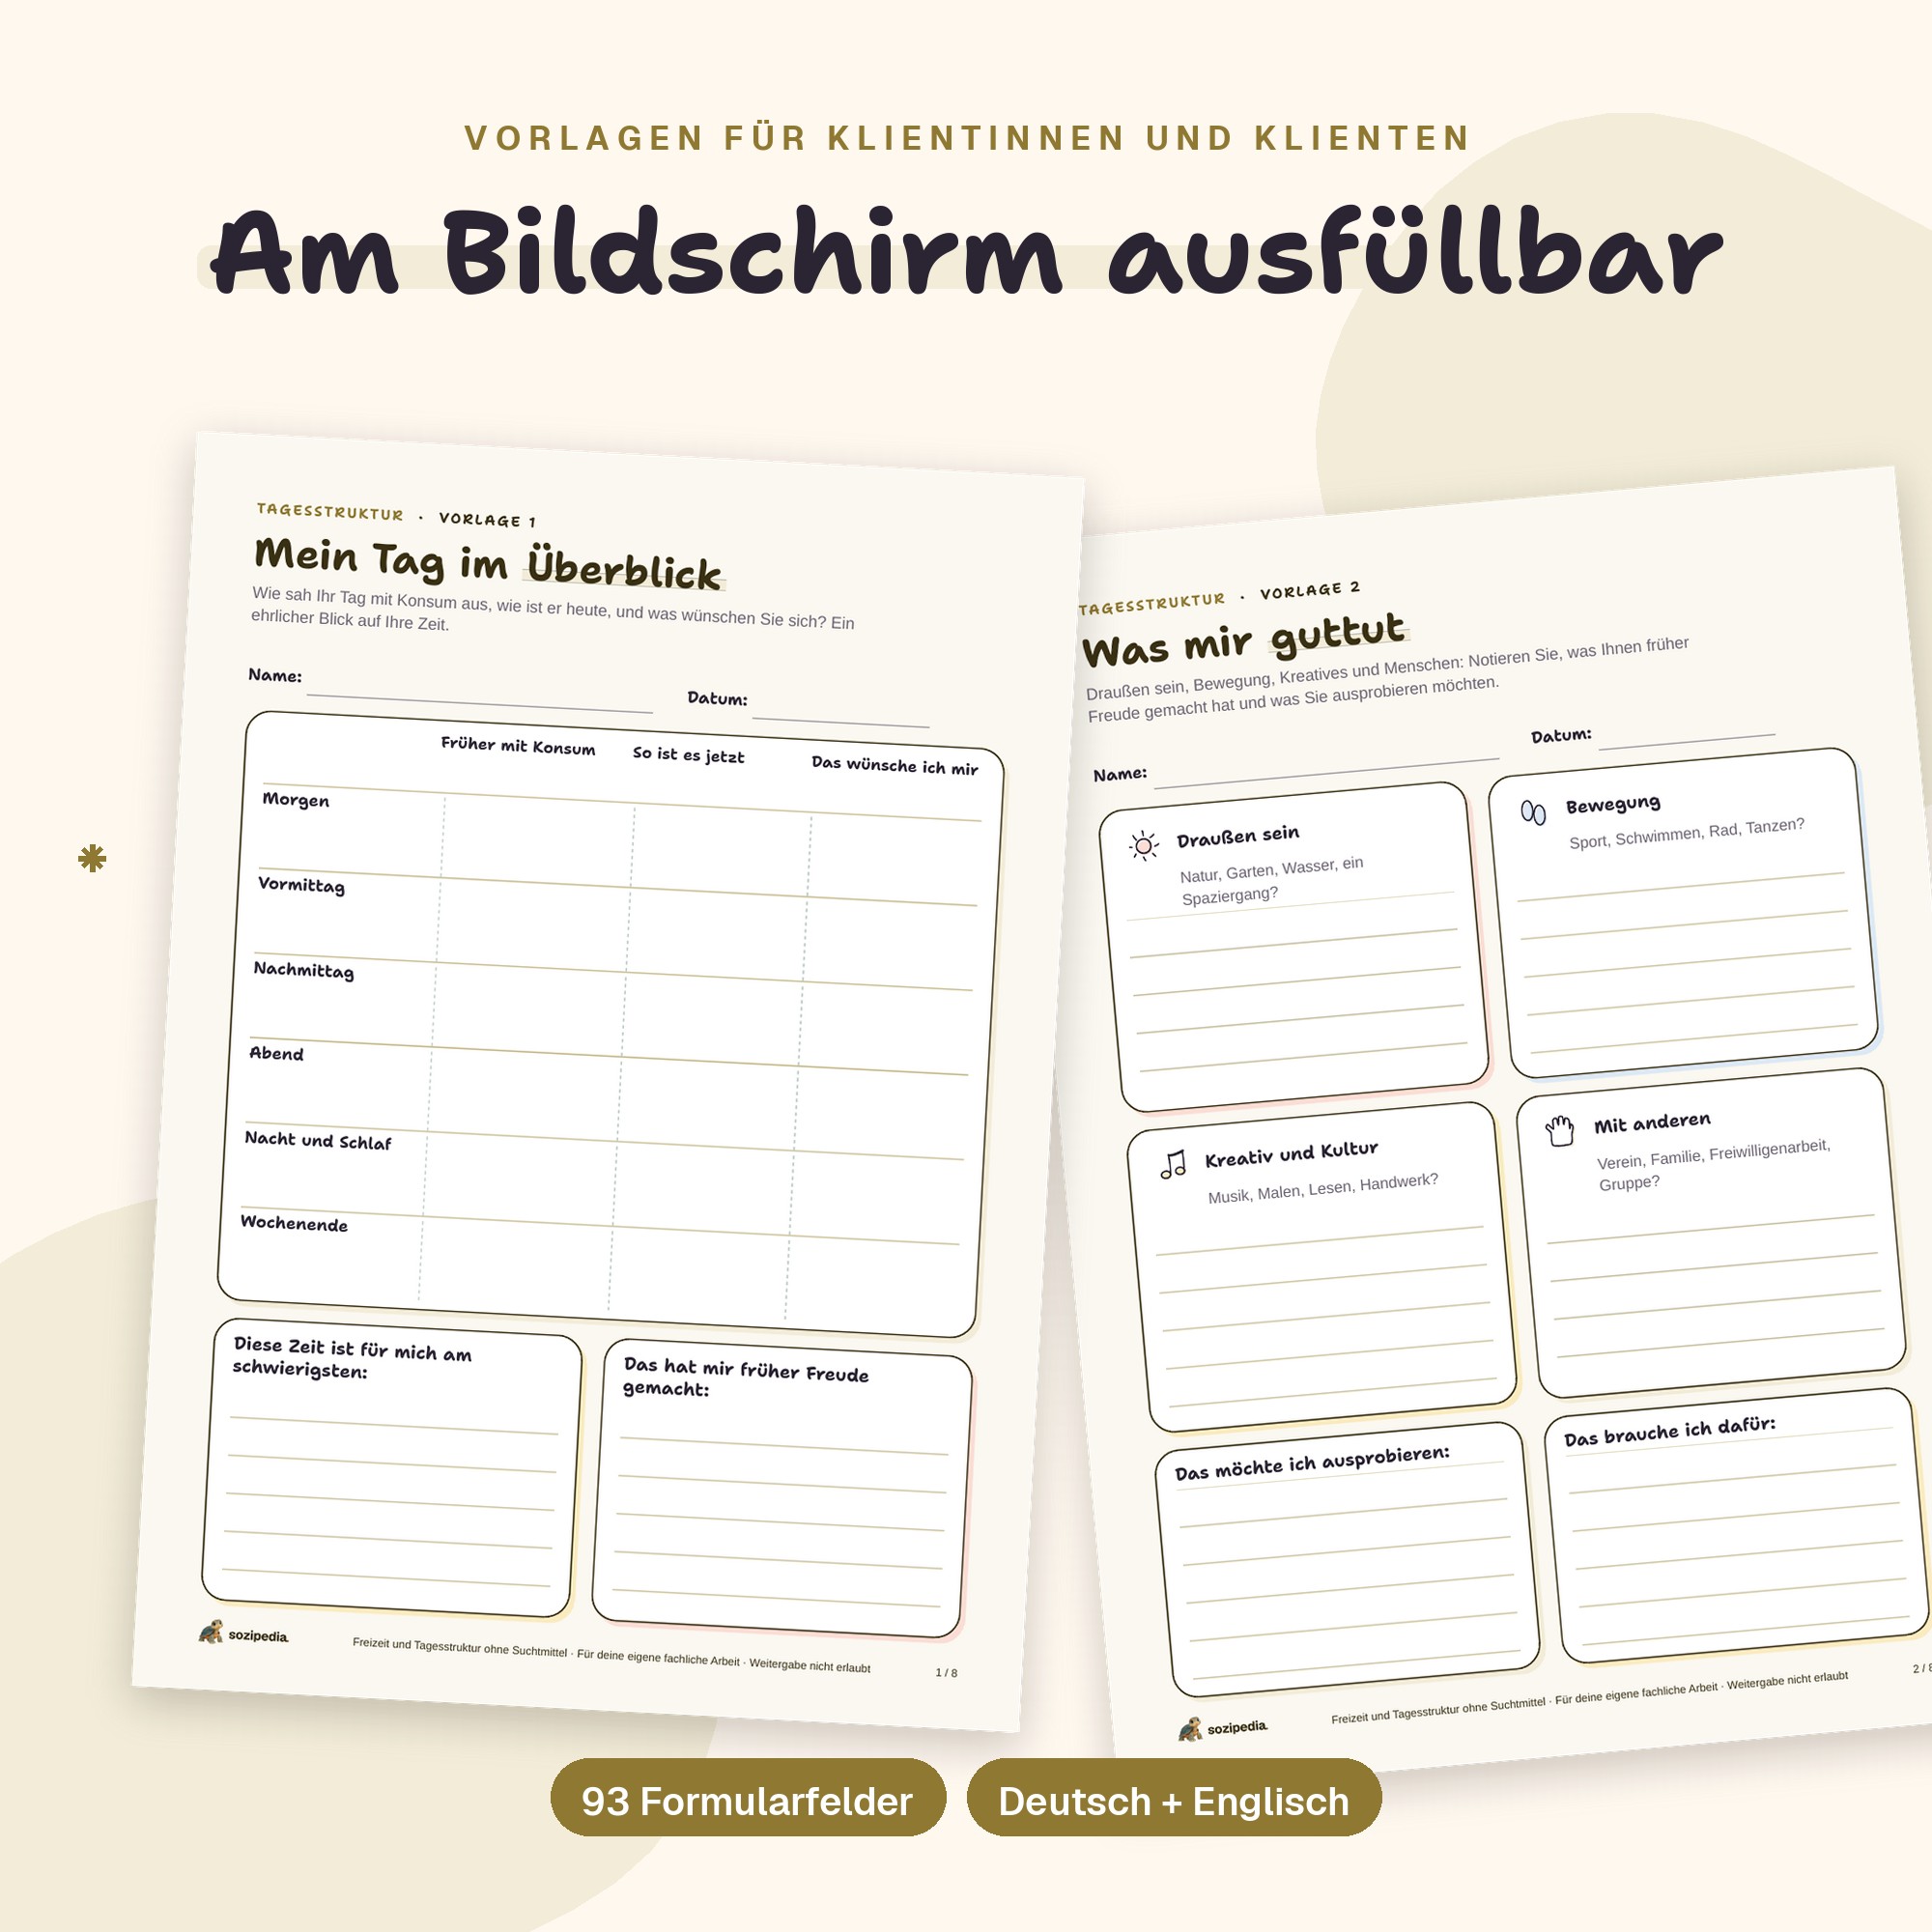 VORLAGEN FÜR KLIENTINNEN UND KLIENTEN
Am Bildschirm ausfüllbar
TAGESSTRUKTUR · VORLAGE 1
Mein Tag im Überblick
Wie sah Ihr Tag mit Konsum aus, wie ist er heute, und was wünschen Sie sich? Ein
ehrlicher Blick auf Ihre Zeit.
Name:
Datum:
Früher mit Konsum
So ist es jetzt
Das wünsche ich mir
Morgen
Vormittag
Nachmittag
Abend
Nacht und Schlaf
Wochenende
Diese Zeit ist für mich am
schwierigsten:
Das hat mir früher Freude
gemacht:
sozipedia.
Freizeit und Tagesstruktur ohne Suchtmittel · Für deine eigene fachliche Arbeit · Weitergabe nicht erlaubt
1 / 8
TAGESSTRUKTUR · VORLAGE 2
Was mir guttut
Draußen sein, Bewegung, Kreatives und Menschen: Notieren Sie, was Ihnen früher
Freude gemacht hat und was Sie ausprobieren möchten.
Name:
Datum:
Draußen sein
Natur, Garten, Wasser, ein
Spaziergang?
Bewegung
Sport, Schwimmen, Rad, Tanzen?
Kreativ und Kultur
Musik, Malen, Lesen, Handwerk?
Mit anderen
Verein, Familie, Freiwilligenarbeit,
Gruppe?
Das möchte ich ausprobieren:
Das brauche ich dafür:
sozipedia.
Freizeit und Tagesstruktur ohne Suchtmittel · Für deine eigene fachliche Arbeit · Weitergabe nicht erlaubt
2 / 8
93 Formularfelder
Deutsch + Englisch